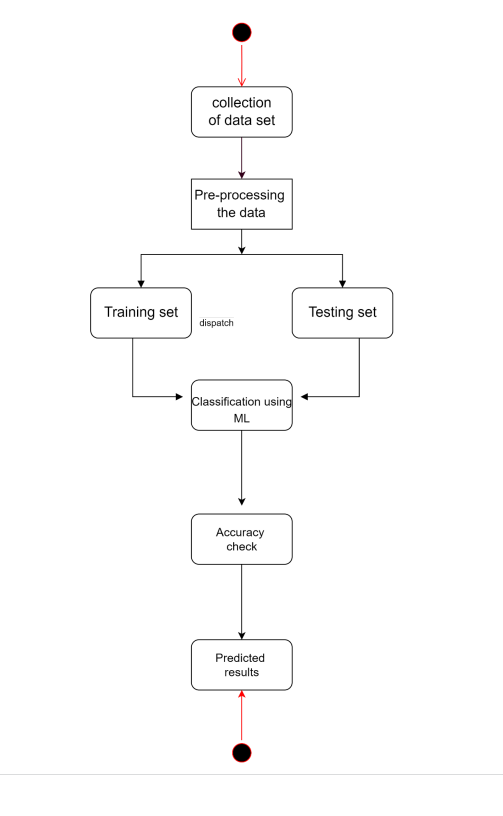 collection
of data set
Pre-processing
the data
Training set
dispatch
Testing set
Classification using
ML
Accuracy
check
Predicted
results